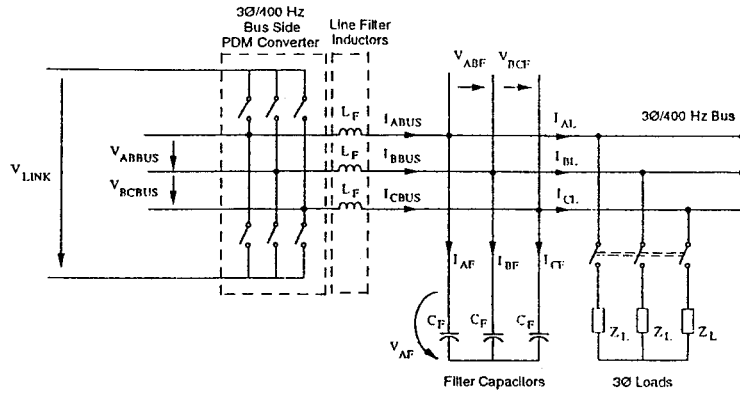 3Ø/400 Hz
Bus Side
PDM Converter
Line Filter
Inductors
V_ABF
V_BCF
L_F
I_ABUS
I_AL
3Ø/400 Hz Bus
V_ABBUS
L_F
I_BBUS
I_BL
V_LINK
V_BCBUS
L_F
I_CBUS
I_CL
I_AF
I_BF
I_CF
C_F
C_F
C_F
V_AF
Z_L
Z_L
Z_L
Filter Capacitors
3Ø Loads